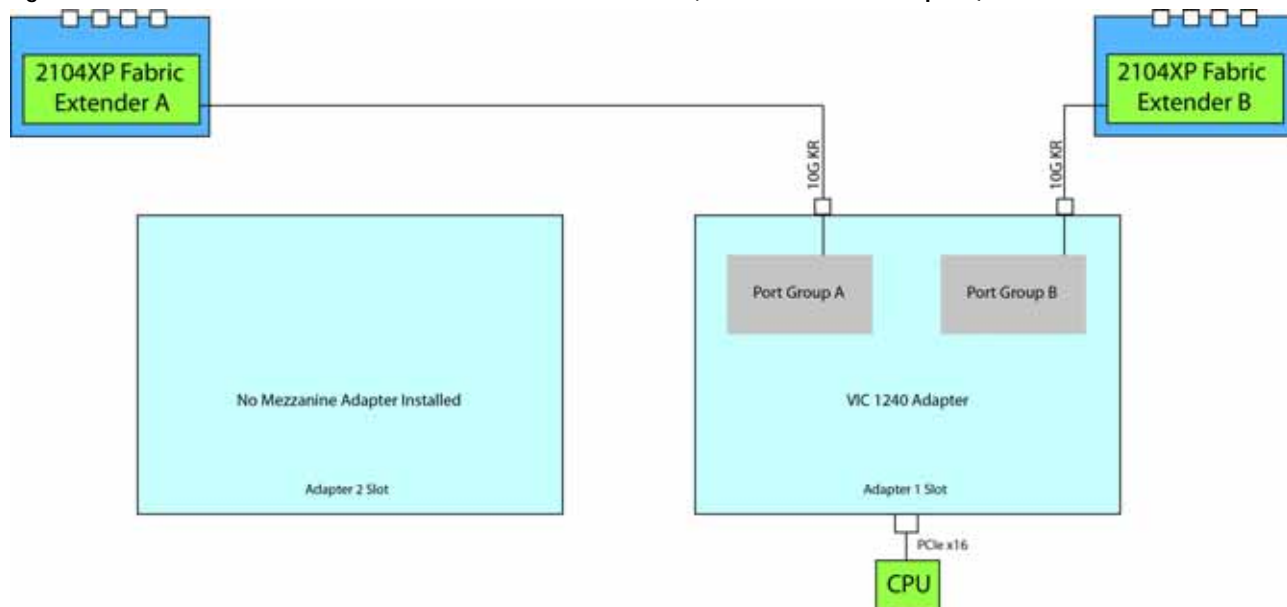 2104XP Fabric
Extender A
2104XP Fabric
Extender B
10G KR
10G KR
Port Group A
Port Group B
No Mezzanine Adapter Installed
VIC 1240 Adapter
Adapter 2 Slot
Adapter 1 Slot
PCIe x16
CPU